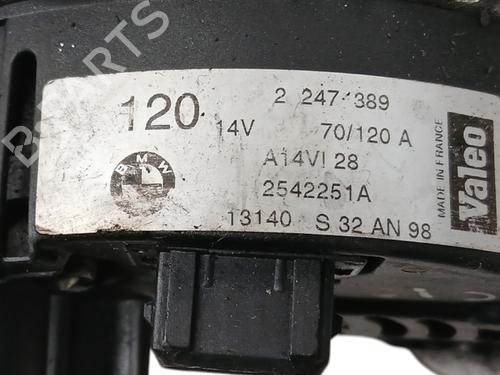 120
2 247 389
14V
70/120 A
A14VI 28
2542251A
13140 S 32 AN 98
BMW
MADE IN FRANCE
Valeo
B-PARTS